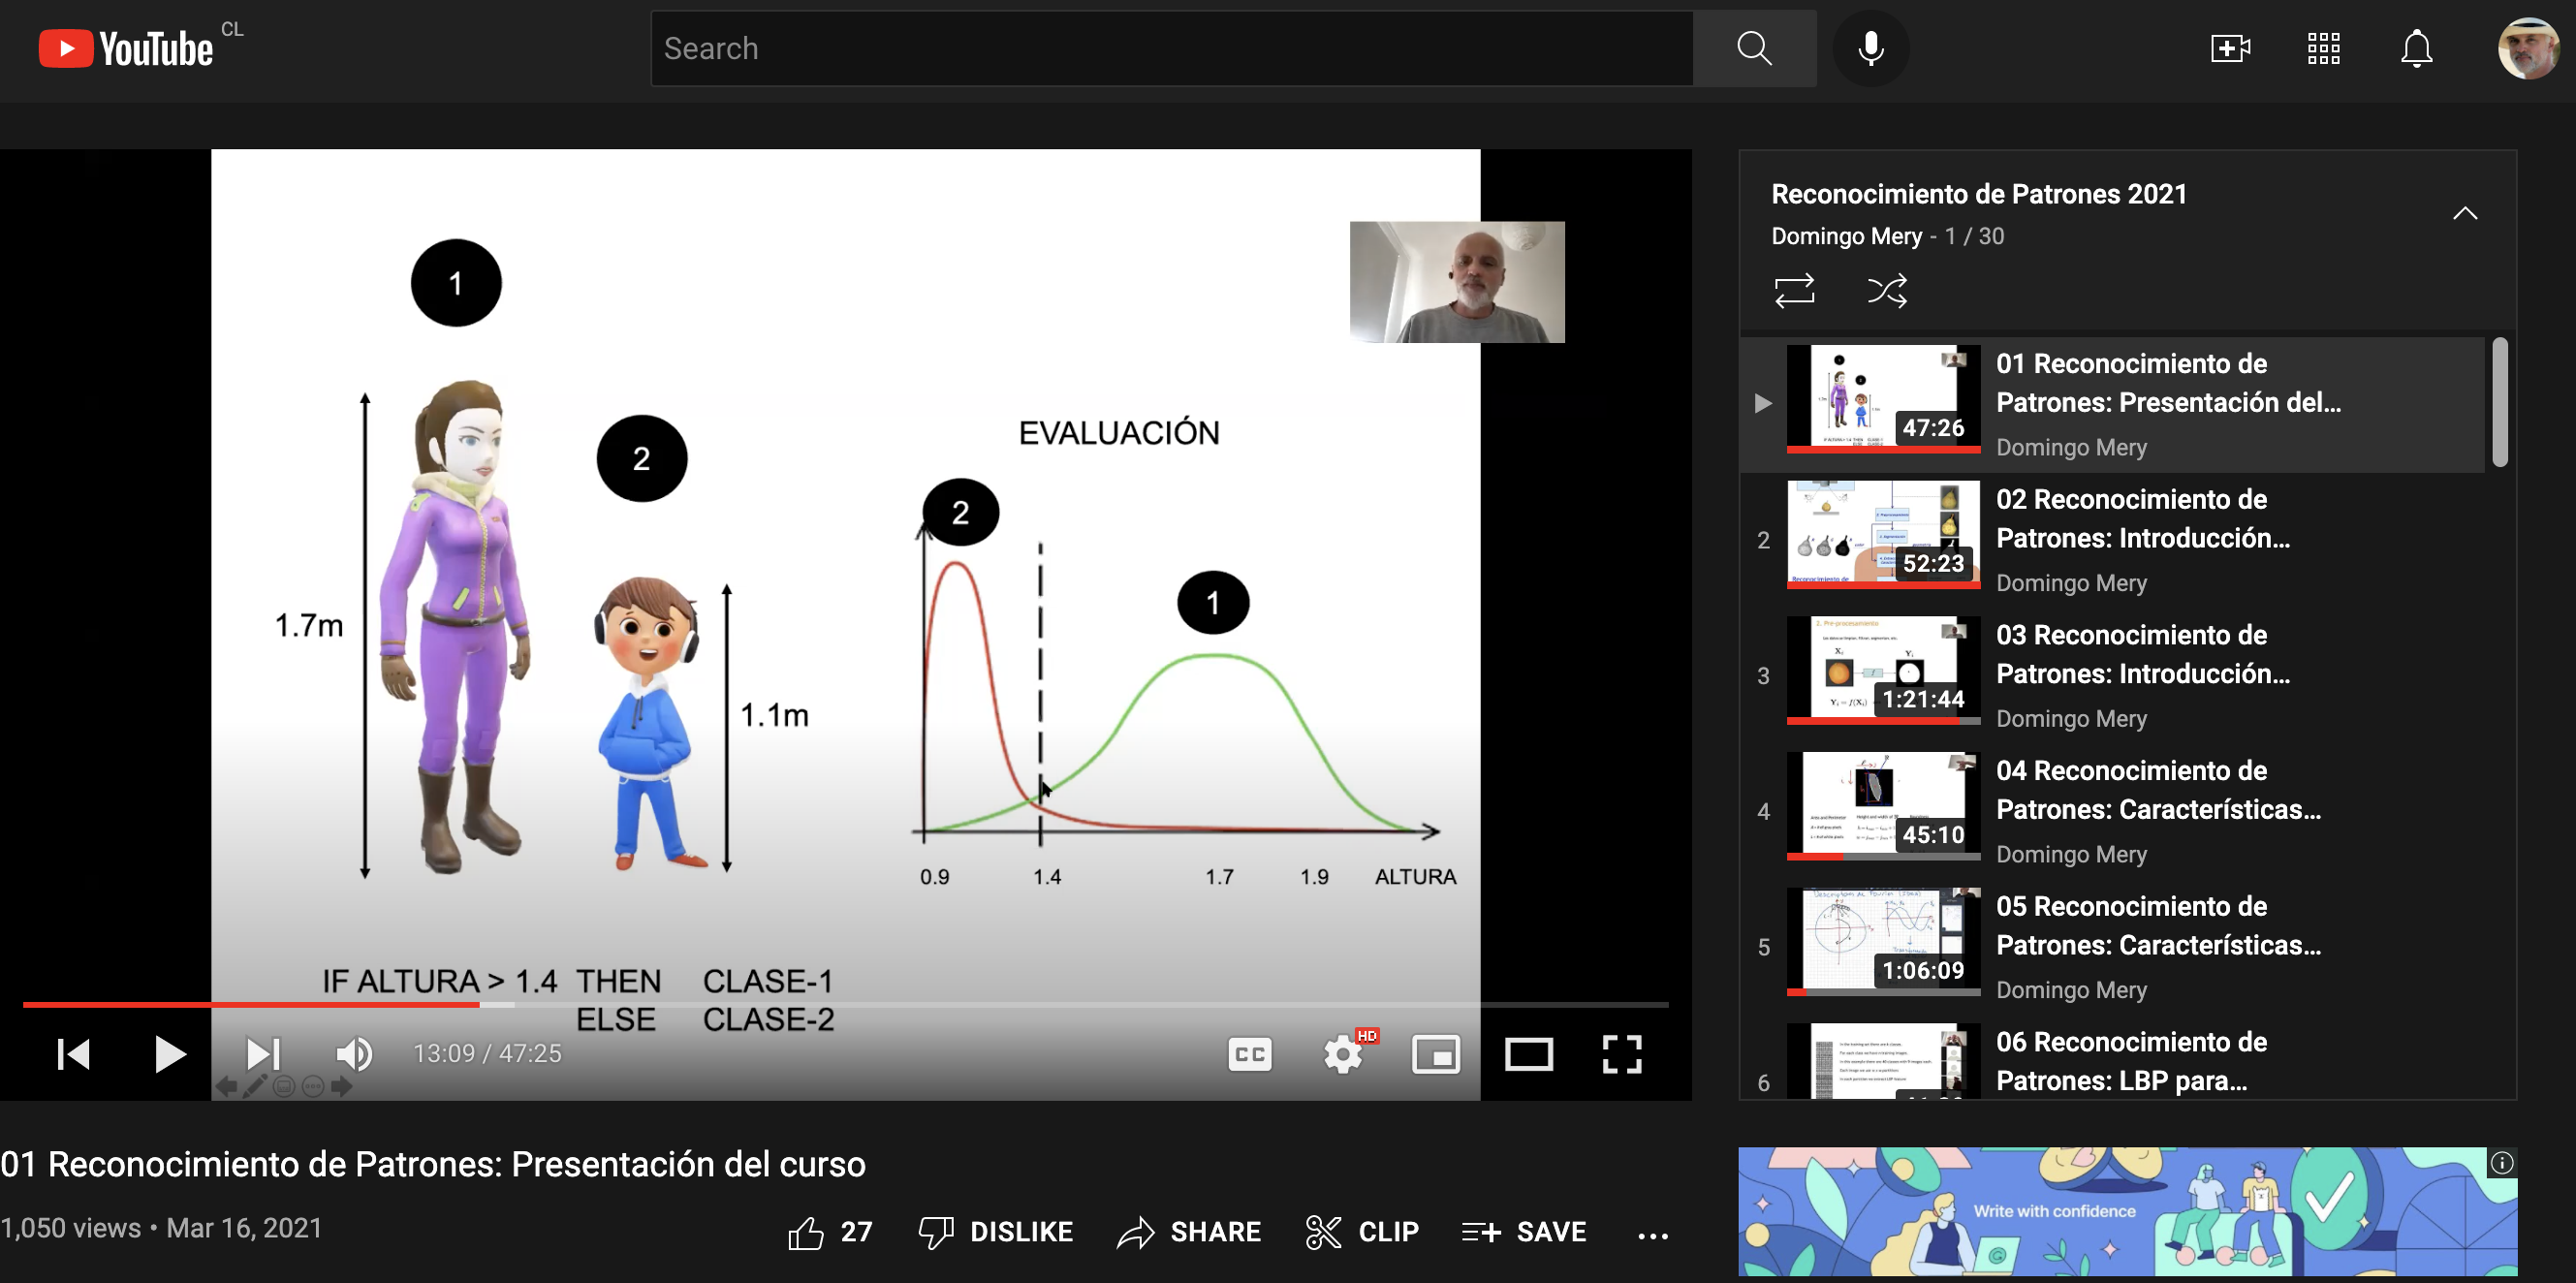 YouTube CL
Search
1
2
1.7m
1.1m
EVALUACIÓN
2
1
0.9 1.4 1.7 1.9 ALTURA
IF ALTURA > 1.4 THEN CLASE-1
ELSE CLASE-2
13:09 / 47:25
CC
HD
01 Reconocimiento de Patrones: Presentación del curso
1,050 views • Mar 16, 2021
27 DISLIKE SHARE CLIP SAVE
Reconocimiento de Patrones 2021
Domingo Mery - 1 / 30
47:26
01 Reconocimiento de
Patrones: Presentación del...
Domingo Mery
2
52:23
02 Reconocimiento de
Patrones: Introducción...
Domingo Mery
3
1:21:44
03 Reconocimiento de
Patrones: Introducción...
Domingo Mery
4
45:10
04 Reconocimiento de
Patrones: Características...
Domingo Mery
5
1:06:09
05 Reconocimiento de
Patrones: Características...
Domingo Mery
6
06 Reconocimiento de
Patrones: LBP para...
Write with confidence